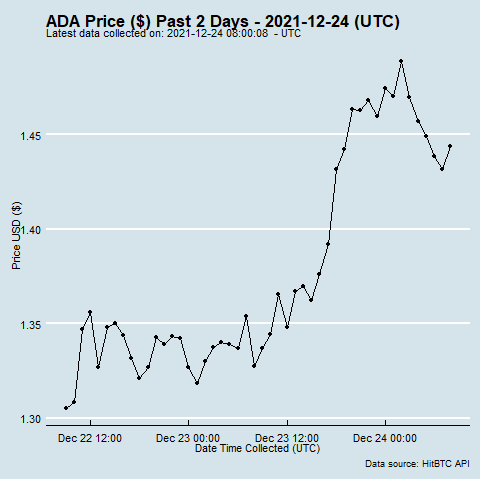 ADA Price ($) Past 2 Days - 2021-12-24 (UTC)
Latest data collected on: 2021-12-24 08:00:08 - UTC
1.45
1.40
1.35
1.30
Price USD ($)
Dec 22 12:00 Dec 23 00:00 Dec 23 12:00 Dec 24 00:00
Date Time Collected (UTC)
Data source: HitBTC API